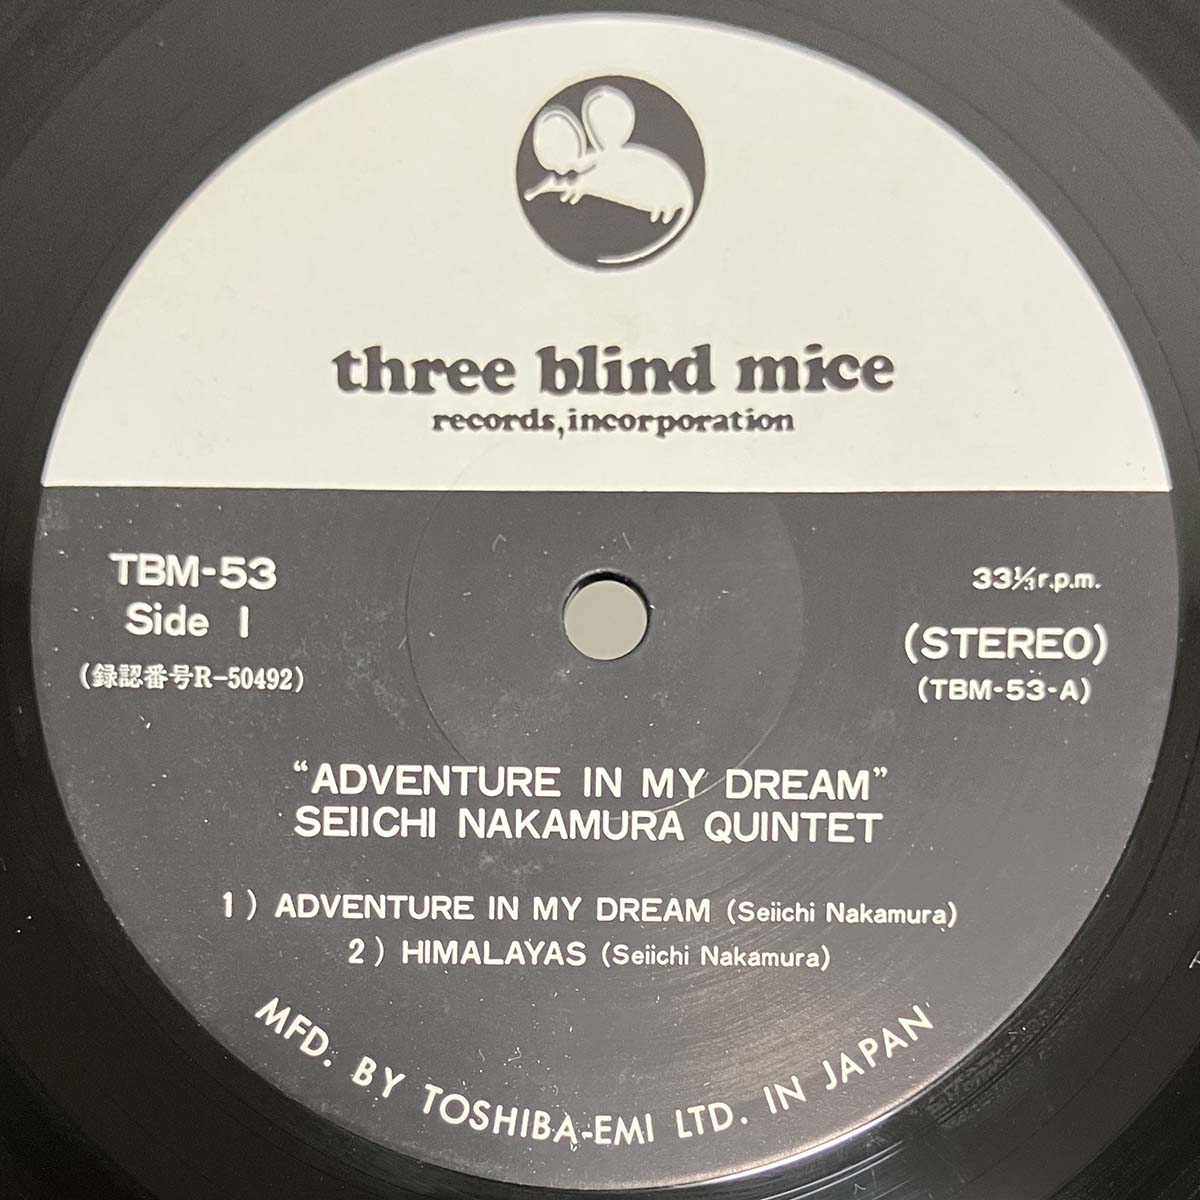 three blind mice
records, incorporation
TBM-53
Side 1
(録認番号R-50492)
33⅓r.p.m.
(STEREO)
(TBM-53-A)
“ADVENTURE IN MY DREAM”
SEIICHI NAKAMURA QUINTET
1) ADVENTURE IN MY DREAM (Seiichi Nakamura)
2) HIMALAYAS (Seiichi Nakamura)
MFD. BY TOSHIBA-EMI LTD. IN JAPAN